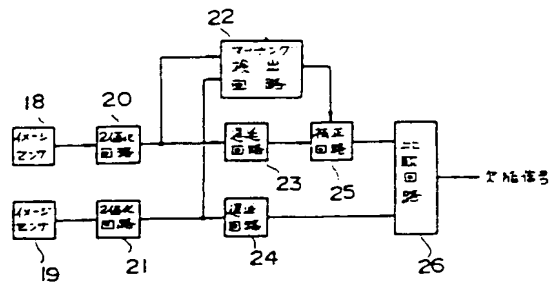 22
マーキング
検出
回路
18
20
イメージ
センサ
2値化
回路
遅延
回路
補正
回路
23
25
比較回路
欠陥信号
イメージ
センサ
2値化
回路
遅延
回路
19
21
24
26